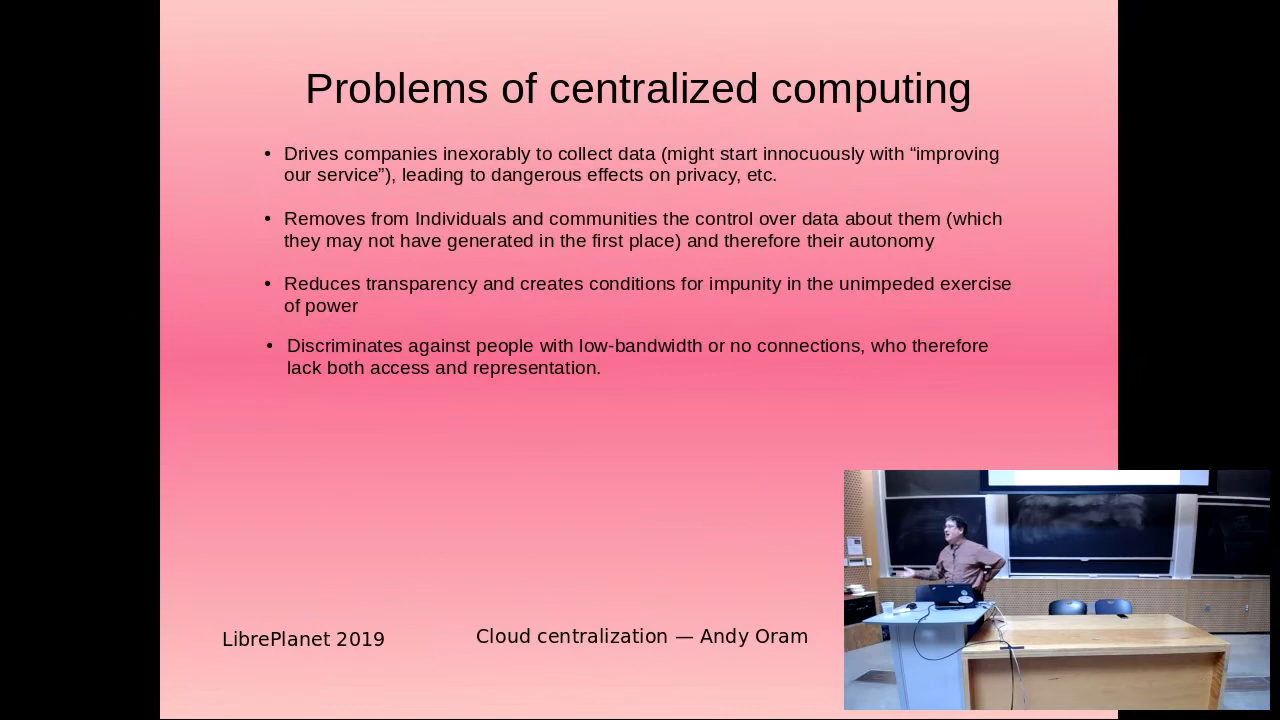 Problems of centralized computing
• Drives companies inexorably to collect data (might start innocuously with “improving
our service”), leading to dangerous effects on privacy, etc.
• Removes from Individuals and communities the control over data about them (which
they may not have generated in the first place) and therefore their autonomy
• Reduces transparency and creates conditions for impunity in the unimpeded exercise
of power
• Discriminates against people with low-bandwidth or no connections, who therefore
lack both access and representation.
LibrePlanet 2019
Cloud centralization — Andy Oram